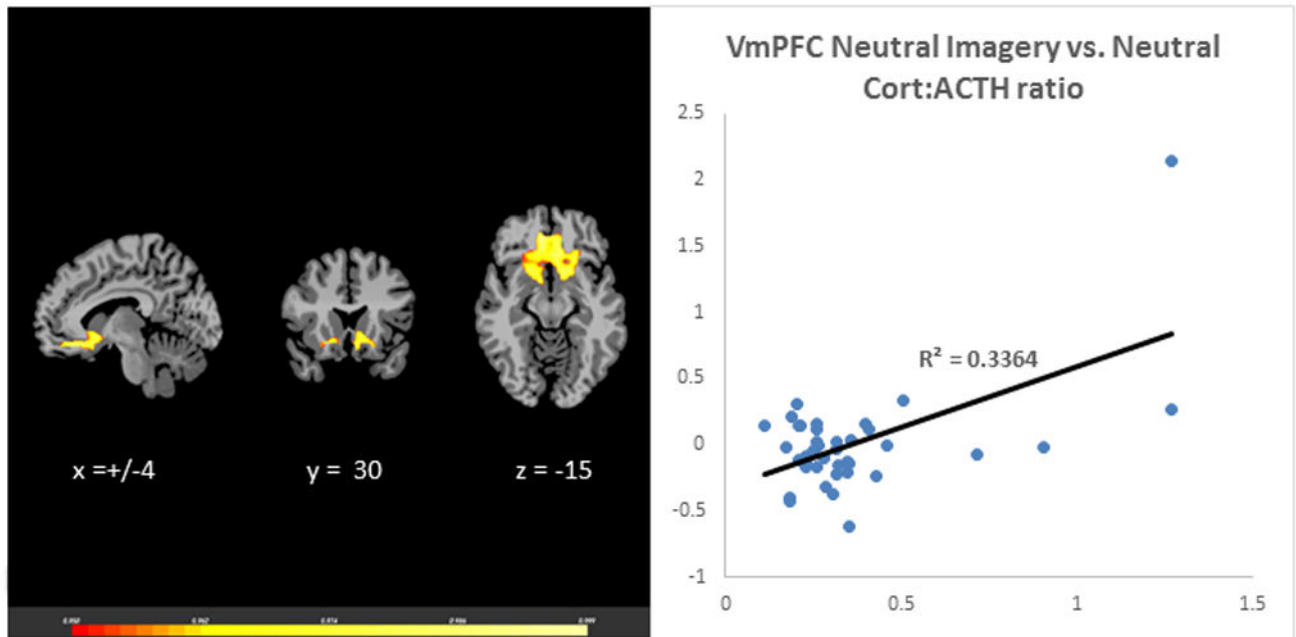 VmPFC Neutral Imagery vs. Neutral
Cort:ACTH ratio
2.5
2
1.5
1
0.5
0
-0.5
-1
R² = 0.3364
0 0.5 1 1.5
x =+/-4 y = 30 z = -15